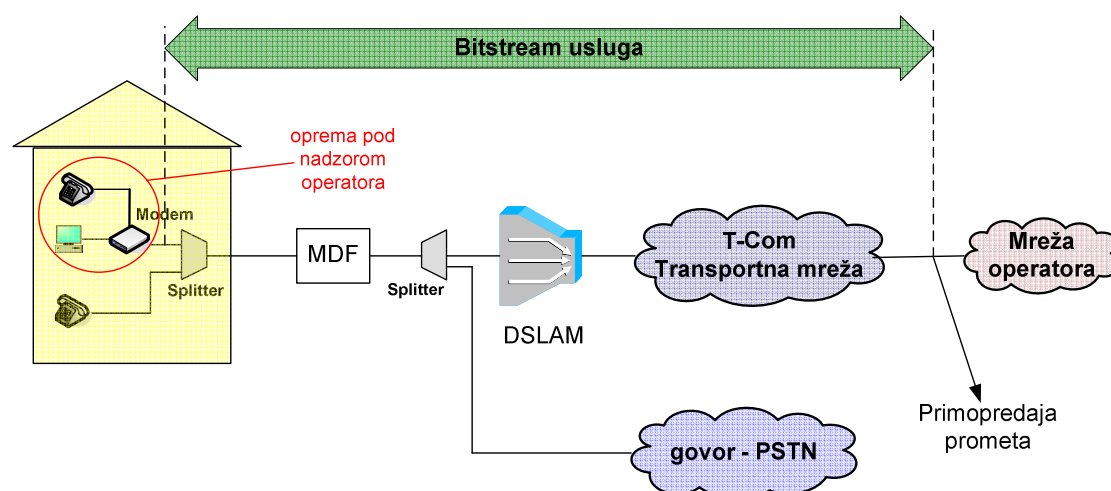 Bitstream usluga
oprema pod
nadzorom
operatora
Modem
Splitter
MDF
Splitter
DSLAM
T-Com
Transportna mreža
Mreža
operatora
Primopredaja
prometa
govor - PSTN